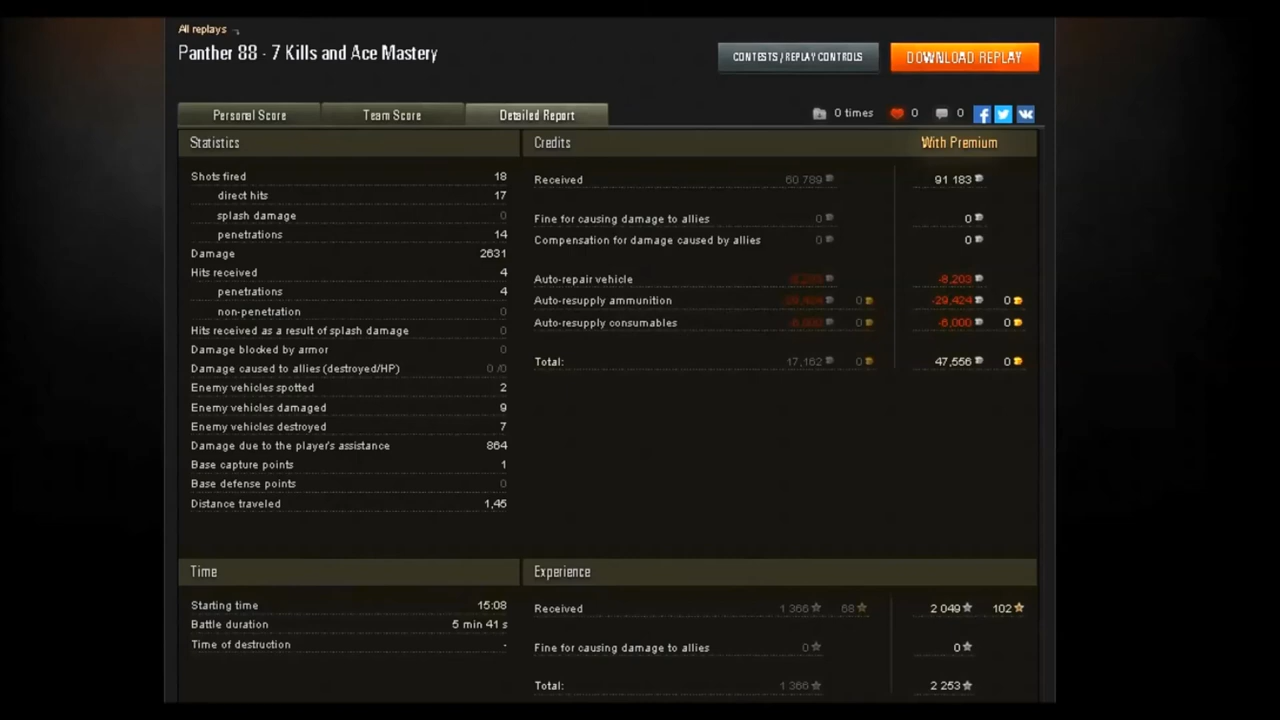 All replays
Panther 88 - 7 Kills and Ace Mastery
CONTESTS / REPLAY CONTROLS
DOWNLOAD REPLAY
Personal Score Team Score Detailed Report 0 times 0 0
Statistics
Shots fired 18
direct hits 17
splash damage 0
penetrations 14
Damage 2631
Hits received 4
penetrations 4
non-penetration 0
Hits received as a result of splash damage 0
Damage blocked by armor 0
Damage caused to allies (destroyed/HP) 0 /0
Enemy vehicles spotted 2
Enemy vehicles damaged 9
Enemy vehicles destroyed 7
Damage due to the player's assistance 864
Base capture points 1
Base defense points 0
Distance traveled 1,45
Credits With Premium
Received 60 789 91 183
Fine for causing damage to allies 0 0
Compensation for damage caused by allies 0 0
Auto-repair vehicle -8,203 -8,203
Auto-resupply ammunition -29,424 0 -29,424 0
Auto-resupply consumables -6,000 0 -6,000 0
Total: 17,162 0 47,556 0
Time
Starting time 15:08
Battle duration 5 min 41 s
Time of destruction -
Experience
Received 1 366 68 2 049 102
Fine for causing damage to allies 0 0
Total: 1 366 2 253